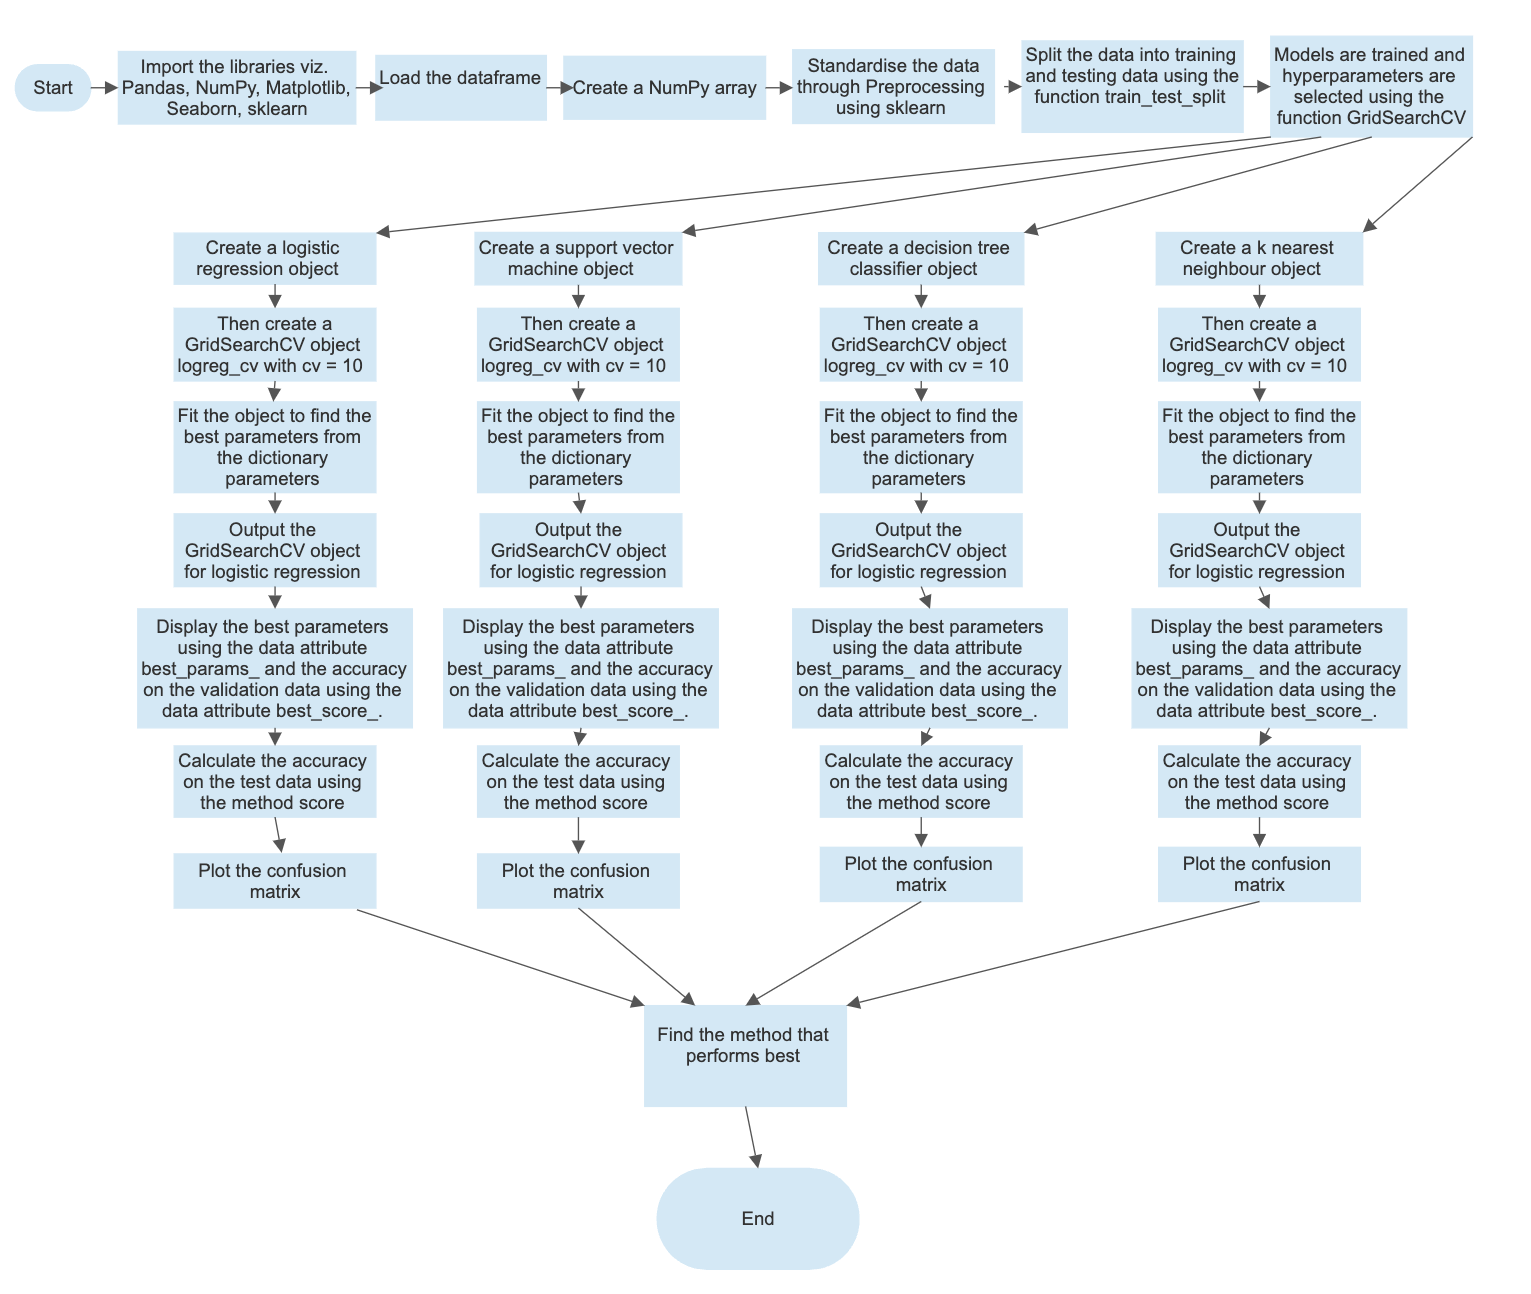 Start
Import the libraries viz.
Pandas, NumPy, Matplotlib,
Seaborn, sklearn
Load the dataframe
Create a NumPy array
Standardise the data
through Preprocessing
using sklearn
Split the data into training
and testing data using the
function train_test_split
Models are trained and
hyperparameters are
selected using the
function GridSearchCV
Create a logistic
regression object
Then create a
GridSearchCV object
logreg_cv with cv = 10
Fit the object to find the
best parameters from
the dictionary
parameters
Output the
GridSearchCV object
for logistic regression
Display the best parameters
using the data attribute
best_params_ and the accuracy
on the validation data using the
data attribute best_score_.
Calculate the accuracy
on the test data using
the method score
Plot the confusion
matrix
Create a support vector
machine object
Then create a
GridSearchCV object
logreg_cv with cv = 10
Fit the object to find the
best parameters from
the dictionary
parameters
Output the
GridSearchCV object
for logistic regression
Display the best parameters
using the data attribute
best_params_ and the accuracy
on the validation data using the
data attribute best_score_.
Calculate the accuracy
on the test data using
the method score
Plot the confusion
matrix
Create a decision tree
classifier object
Then create a
GridSearchCV object
logreg_cv with cv = 10
Fit the object to find the
best parameters from
the dictionary
parameters
Output the
GridSearchCV object
for logistic regression
Display the best parameters
using the data attribute
best_params_ and the accuracy
on the validation data using the
data attribute best_score_.
Calculate the accuracy
on the test data using
the method score
Plot the confusion
matrix
Create a k nearest
neighbour object
Then create a
GridSearchCV object
logreg_cv with cv = 10
Fit the object to find the
best parameters from
the dictionary
parameters
Output the
GridSearchCV object
for logistic regression
Display the best parameters
using the data attribute
best_params_ and the accuracy
on the validation data using the
data attribute best_score_.
Calculate the accuracy
on the test data using
the method score
Plot the confusion
matrix
Find the method that
performs best
End